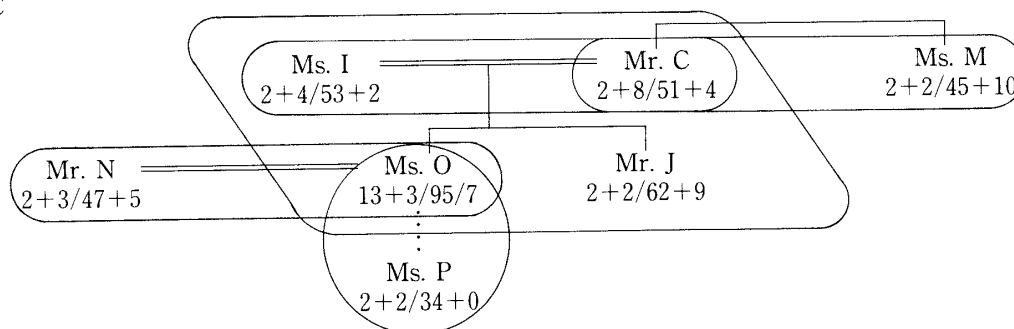 Ms. I
2+4/53+2
Mr. C
2+8/51+4
Ms. M
2+2/45+10
Mr. N
2+3/47+5
Ms. O
13+3/95/7
Mr. J
2+2/62+9
Ms. P
2+2/34+0